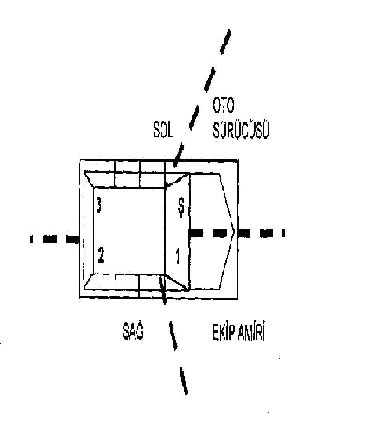 OTO
SOL SÜRÜCÜSÜ
3 Ş
2 1
SAĞ EKİP AMİRİ